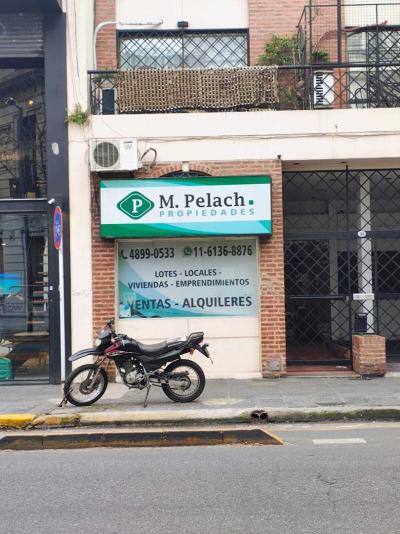 P M. Pelach.
PROPIEDADES
4899-0533 11-6136-8876
LOTES - LOCALES -
VIVIENDAS - EMPRENDIMIENTOS
VENTAS - ALQUILERES